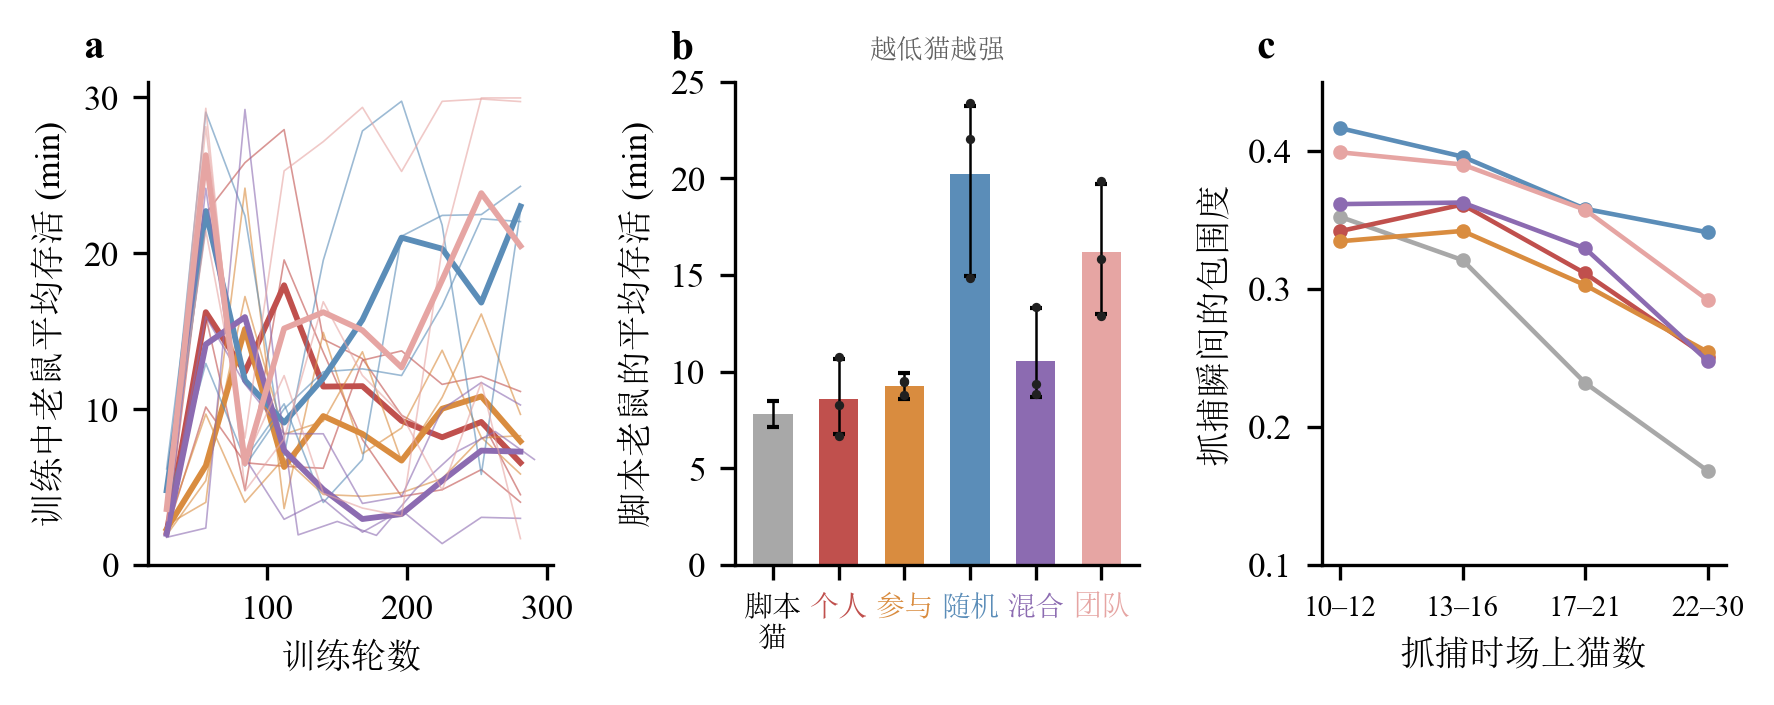 a
训练中老鼠平均存活 (min)
30
20
10
0
100
200
300
训练轮数
b
越低猫越强
脚本老鼠的平均存活 (min)
25
20
15
10
5
0
脚本
猫
个人
参与
随机
混合
团队
c
抓捕瞬间的包围度
0.4
0.3
0.2
0.1
10–12
13–16
17–21
22–30
抓捕时场上猫数